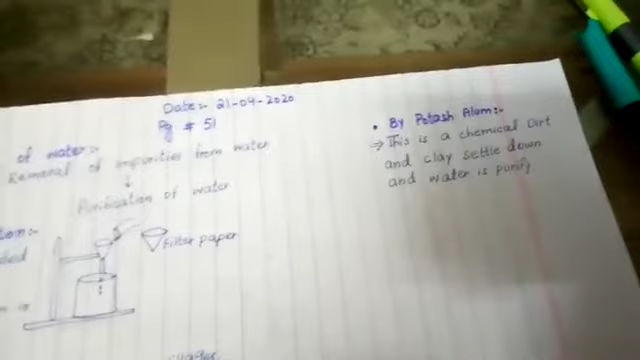 Date:- 21-04-2020
Pg # 51
of water:-
Removal of impurities from water
↓
Purification of water
tion:-
Filter paper
• By Potash Alum:-
⇒ This is a chemical Dirt
and clay settle down
and water is purify